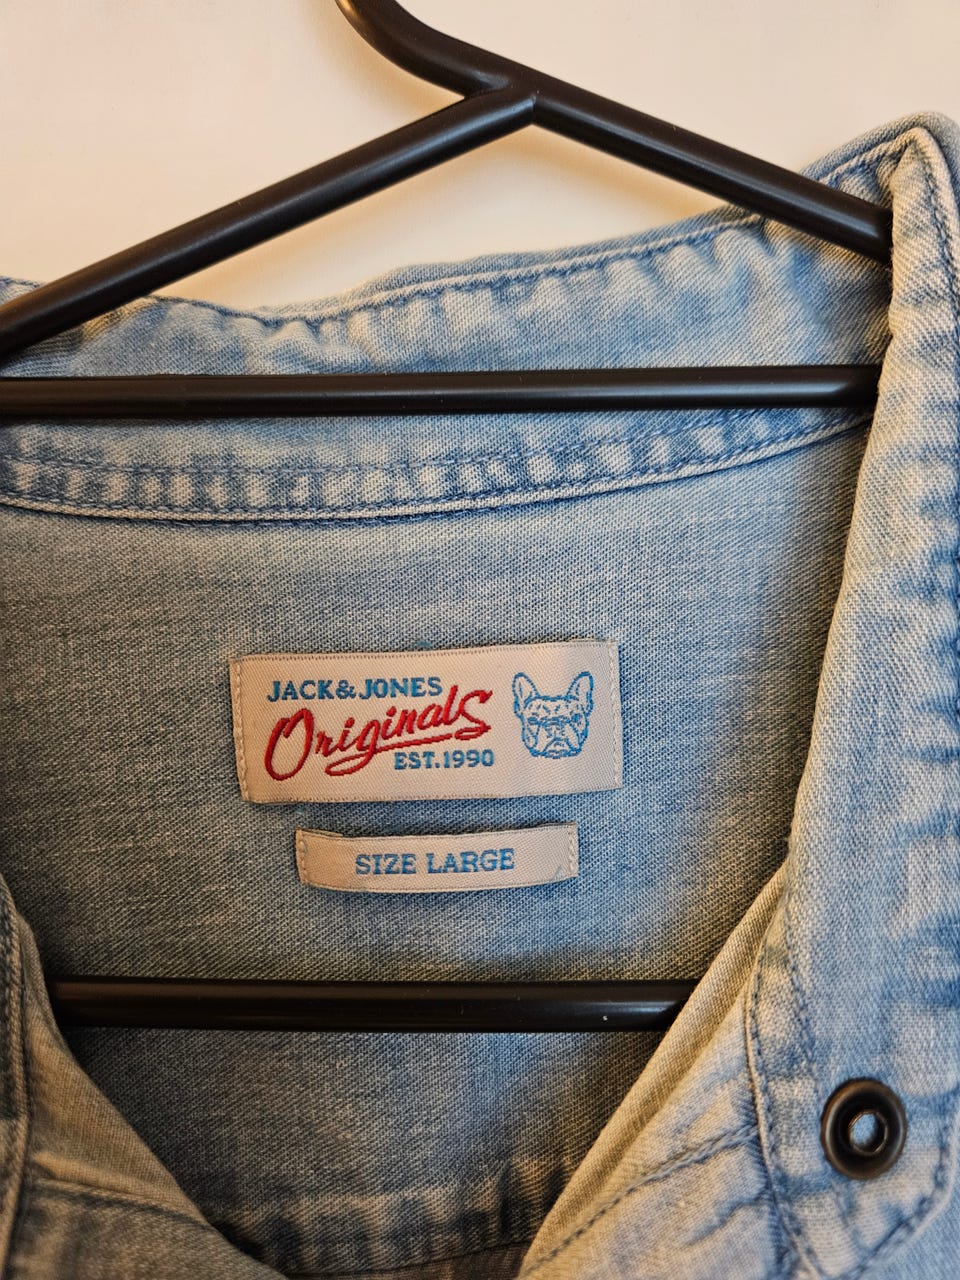 JACK&JONES
Originals
EST.1990
SIZE LARGE